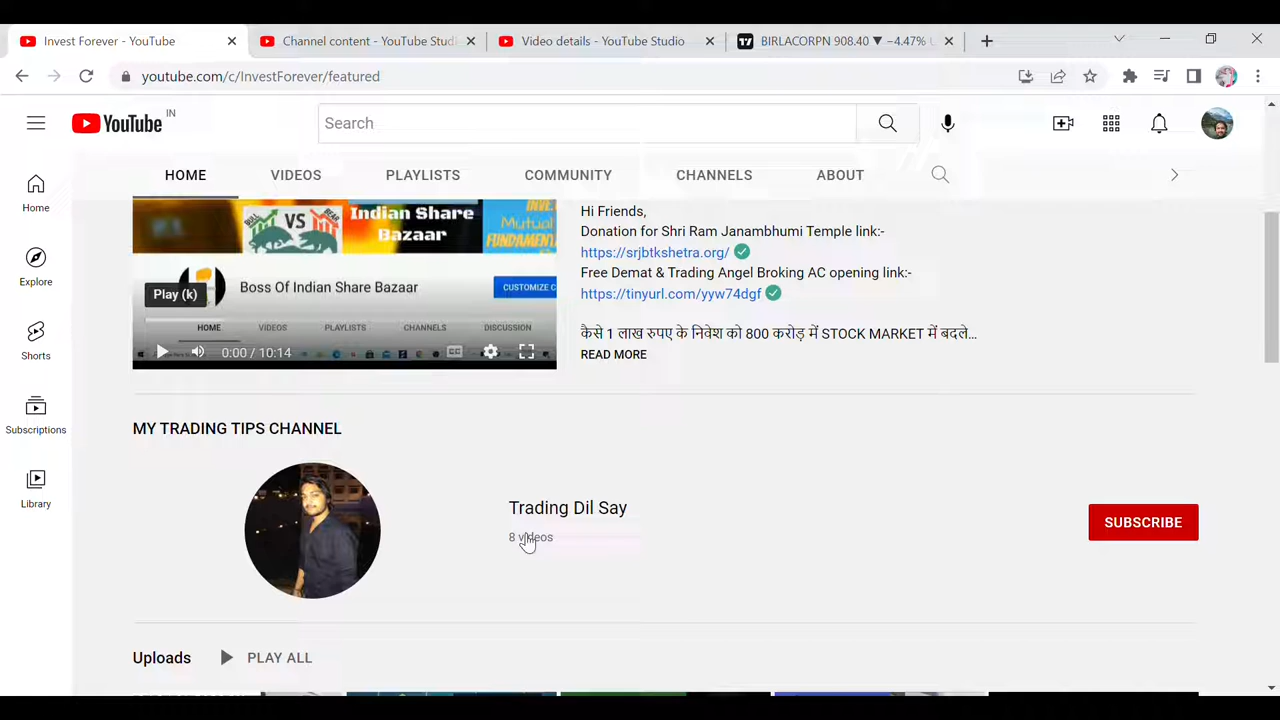 Invest Forever - YouTube
Channel content - YouTube Studi
Video details - YouTube Studio
BIRLACORPN 908.40 ▼ −4.47%
youtube.com/c/InvestForever/featured
YouTube IN
Search
HOME VIDEOS PLAYLISTS COMMUNITY CHANNELS ABOUT
Home
Explore
Shorts
Subscriptions
Library
BULL VS BEAR
Indian Share
Bazaar
Mutual
FUNDAMENT
Boss Of Indian Share Bazaar
CUSTOMIZE C
Play (k)
HOME VIDEOS PLAYLISTS CHANNELS DISCUSSION
0:00 / 10:14
Hi Friends,
Donation for Shri Ram Janambhumi Temple link:-
https://srjbtkshetra.org/
Free Demat & Trading Angel Broking AC opening link:-
https://tinyurl.com/yyw74dgf
कैसे 1 लाख रुपए के निवेश को 800 करोड़ में STOCK MARKET में बदले...
READ MORE
MY TRADING TIPS CHANNEL
Trading Dil Say
8 videos
SUBSCRIBE
Uploads PLAY ALL